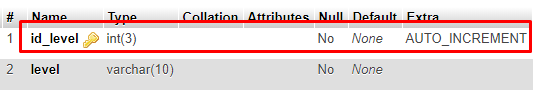 # Name Type Collation Attributes Null Default Extra
1 id_level int(3) No None AUTO_INCREMENT
2 level varchar(10) No None